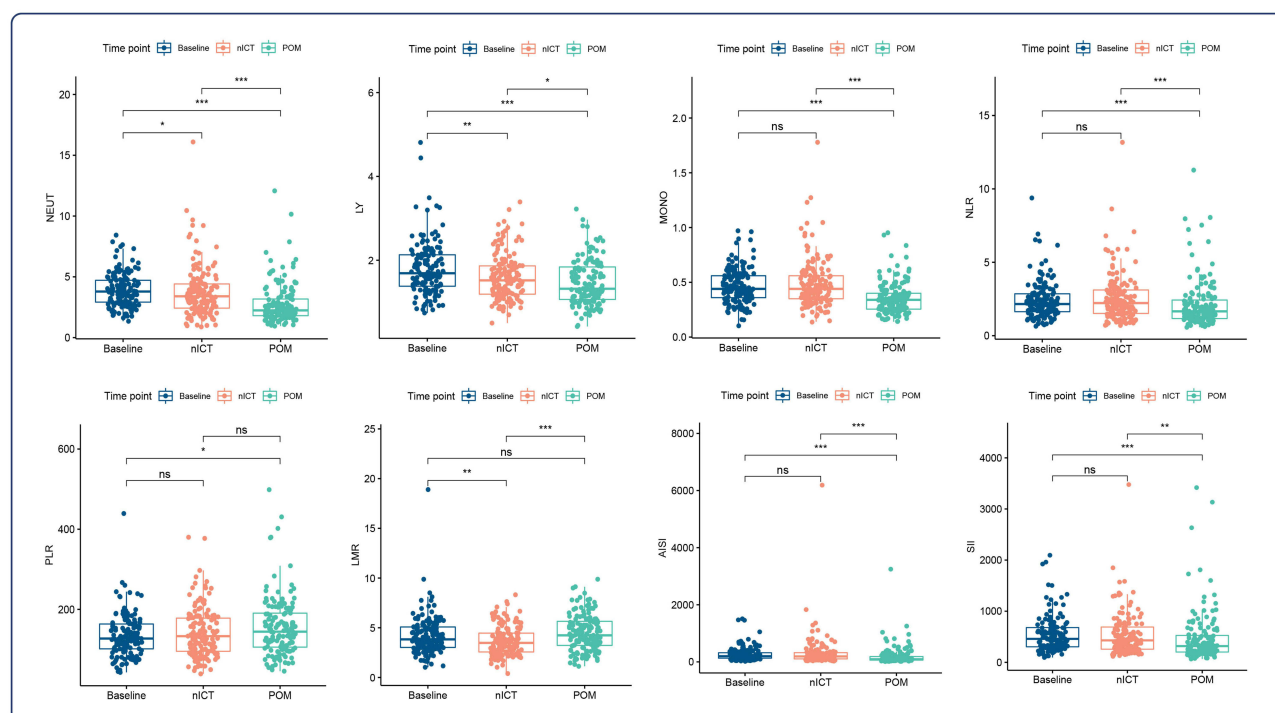 Time point Baseline nICT POM
Time point Baseline nICT POM
Time point Baseline nICT POM
Time point Baseline nICT POM
NEUT
20
15
10
5
0
***
***
*
Baseline nICT POM
LY
6
4
2
*
***
**
Baseline nICT POM
MONO
2.0
1.5
1.0
0.5
0.0
***
***
ns
Baseline nICT POM
NLR
15
10
5
0
***
***
ns
Baseline nICT POM
Time point Baseline nICT POM
Time point Baseline nICT POM
Time point Baseline nICT POM
Time point Baseline nICT POM
PLR
600
400
200
ns
*
ns
Baseline nICT POM
LMR
25
20
15
10
5
0
***
ns
**
Baseline nICT POM
AISI
8000
6000
4000
2000
0
***
***
ns
Baseline nICT POM
SII
4000
3000
2000
1000
0
**
***
ns
Baseline nICT POM